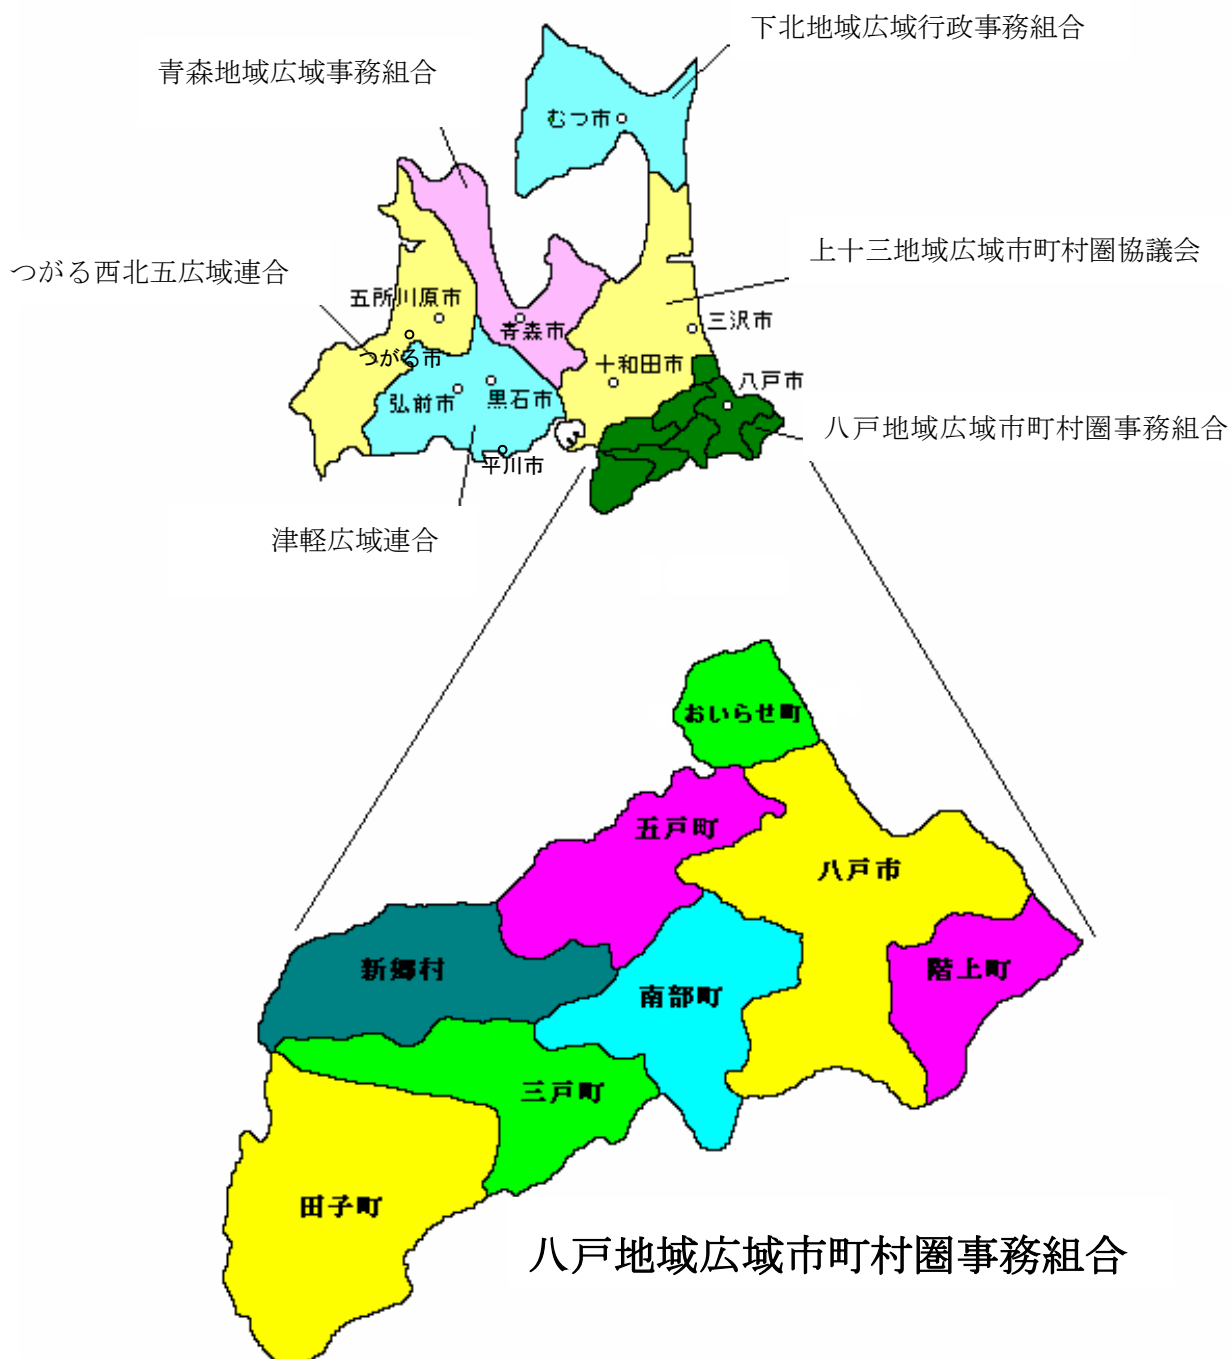 下北地域広域行政事務組合
青森地域広域事務組合
むつ市
上十三地域広域市町村圏協議会
つがる西北五広域連合
五所川原市
青森市
三沢市
つがる市
十和田市
八戸市
弘前市
黒石市
八戸地域広域市町村圏事務組合
平川市
津軽広域連合
おいらせ町
五戸町
八戸市
新郷村
階上町
南部町
三戸町
田子町
八戸地域広域市町村圏事務組合